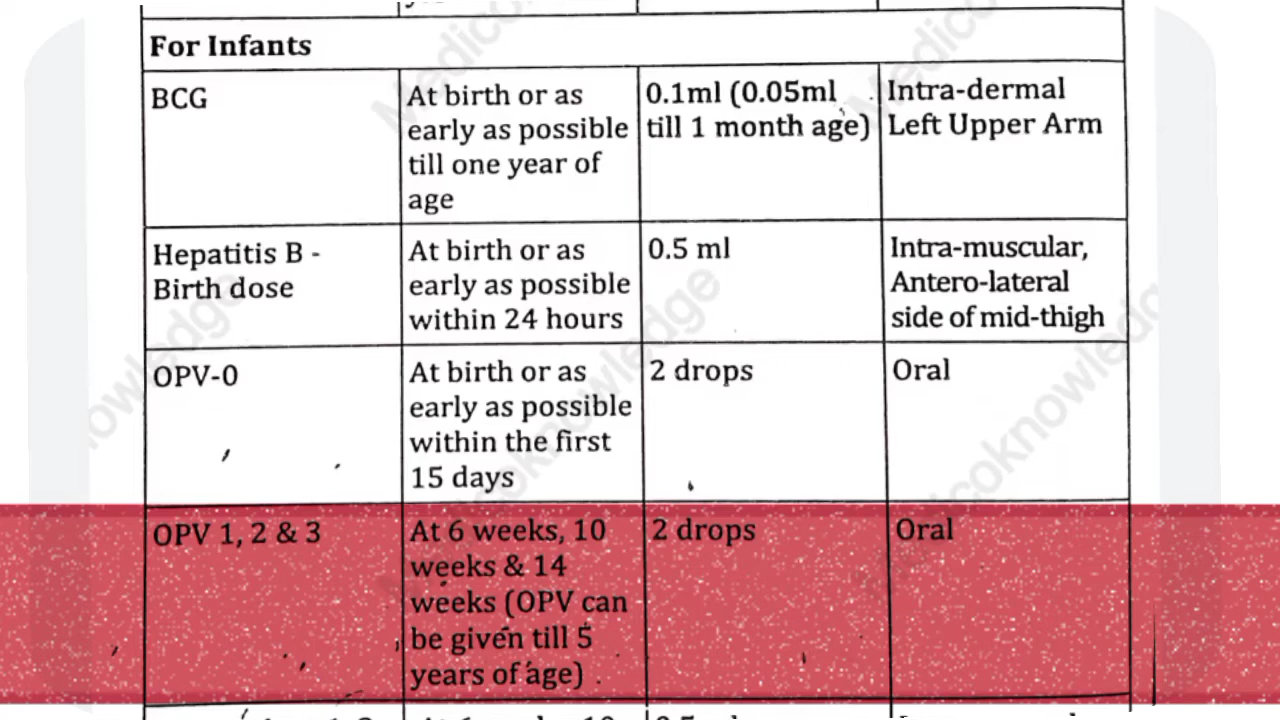 For Infants
BCG
At birth or as
early as possible
till one year of
age
0.1ml (0.05ml
till 1 month age)
Intra-dermal
Left Upper Arm
Hepatitis B -
Birth dose
At birth or as
early as possible
within 24 hours
0.5 ml
Intra-muscular,
Antero-lateral
side of mid-thigh
OPV-0
At birth or as
early as possible
within the first
15 days
2 drops
Oral
OPV 1, 2 & 3
At 6 weeks, 10
weeks & 14
weeks (OPV can
be given till 5
years of age)
2 drops
Oral
Medicoknowledge